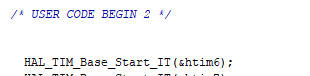 /* USER CODE BEGIN 2 */
HAL_TIM_Base_Start_IT(&htim6);